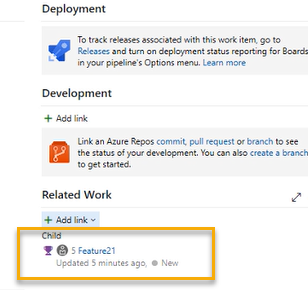 Deployment
To track releases associated with this work item, go to
Releases and turn on deployment status reporting for Boards
in your pipeline's Options menu. Learn more
Development
+ Add link
Link an Azure Repos commit, pull request or branch to see
the status of your development. You can also create a branch
to get started.
Related Work
+ Add link
Child
5 Feature21
Updated 5 minutes ago, New